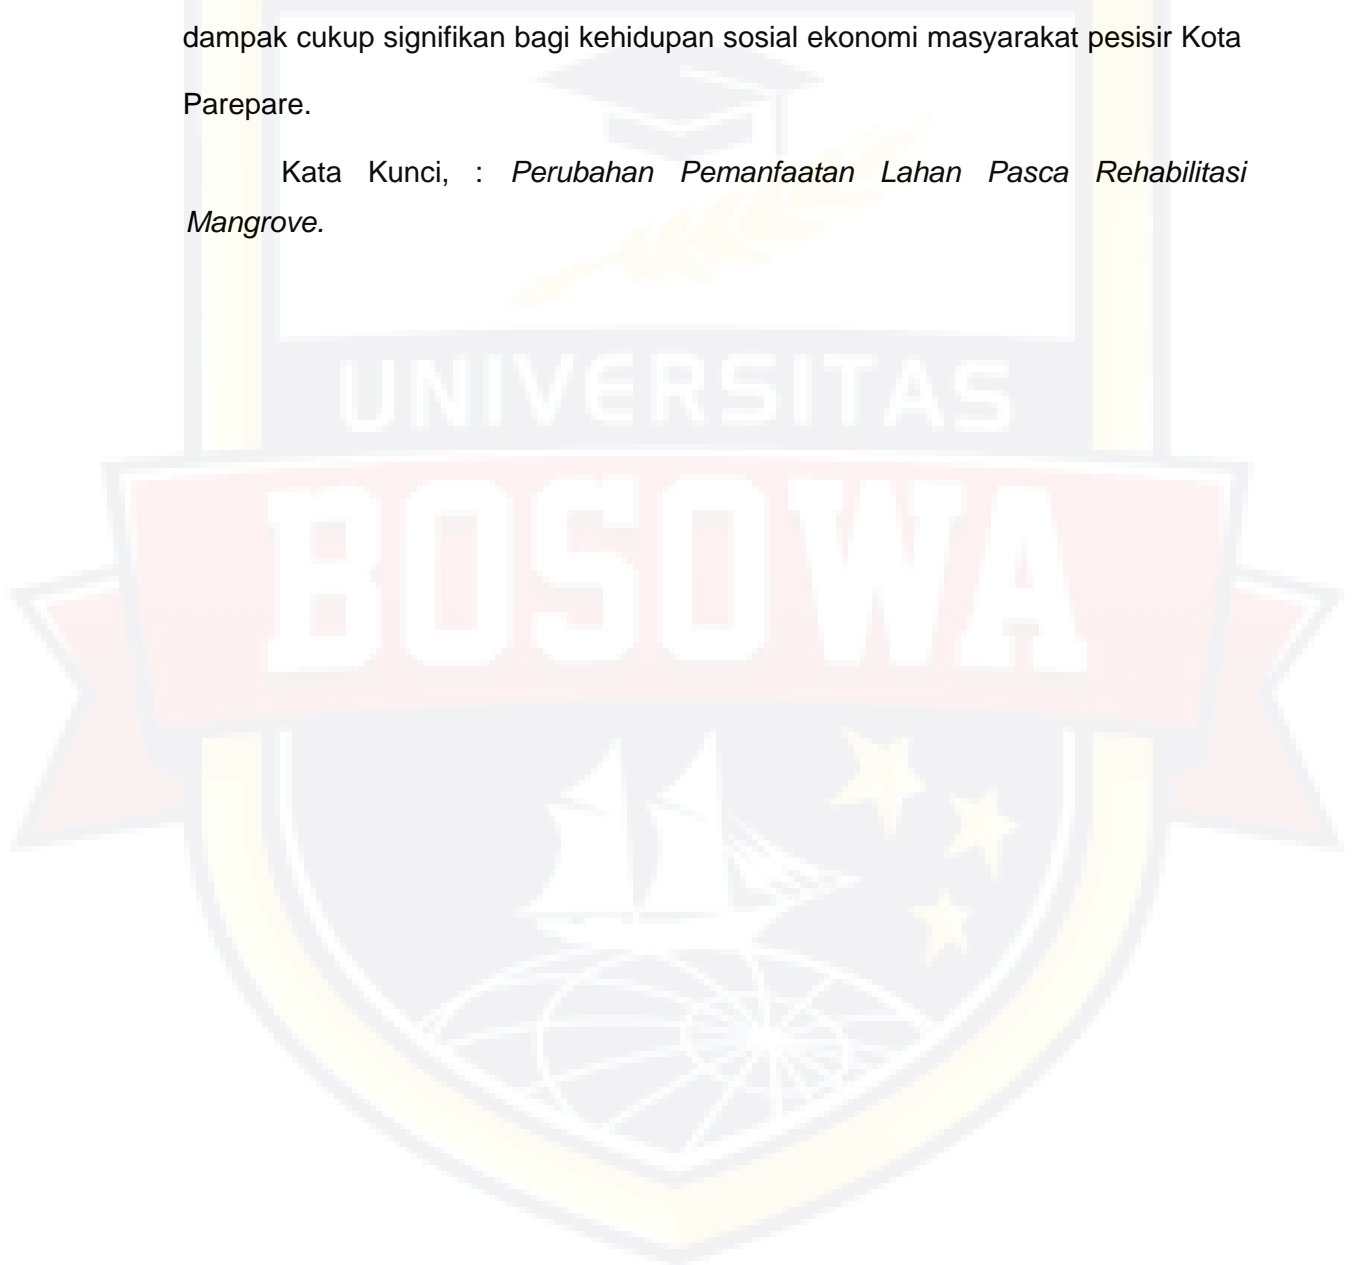 dampak cukup signifikan bagi kehidupan sosial ekonomi masyarakat pesisir Kota
Parepare.
Kata Kunci, : Perubahan Pemanfaatan Lahan Pasca Rehabilitasi
Mangrove.
UNIVERSITAS
BOSOWA